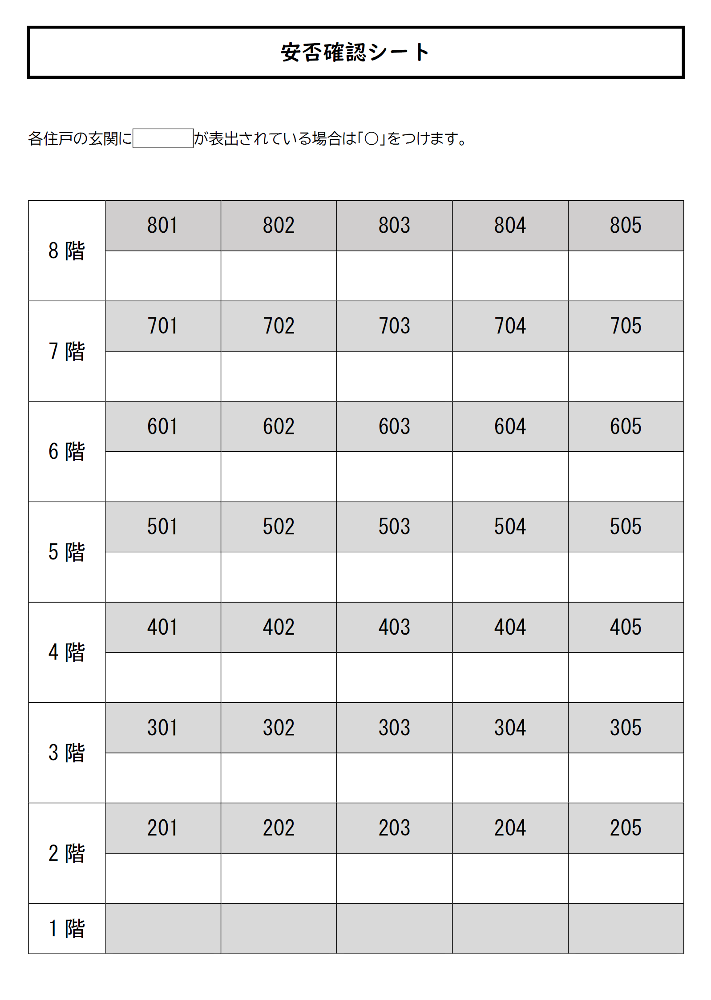 安否確認シート
各住戸の玄関に
が表出されている場合は「〇」をつけます。
8階
801 802 803 804 805
7階
701 702 703 704 705
6階
601 602 603 604 605
5階
501 502 503 504 505
4階
401 402 403 404 405
3階
301 302 303 304 305
2階
201 202 203 204 205
1階